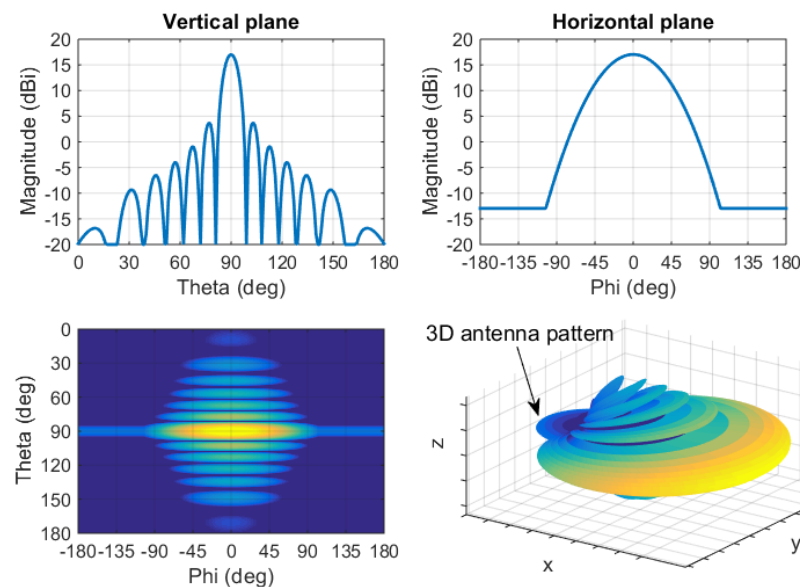 Vertical plane
Magnitude (dBi)
20
15
10
5
0
-5
-10
-15
-20
0 30 60 90 120 150 180
Theta (deg)
Horizontal plane
Magnitude (dBi)
20
15
10
5
0
-5
-10
-15
-20
-180 -135 -90 -45 0 45 90 135 180
Phi (deg)
Theta (deg)
0
30
60
90
120
150
180
-180 -135 -90 -45 0 45 90 135 180
Phi (deg)
3D antenna pattern
z
x
y